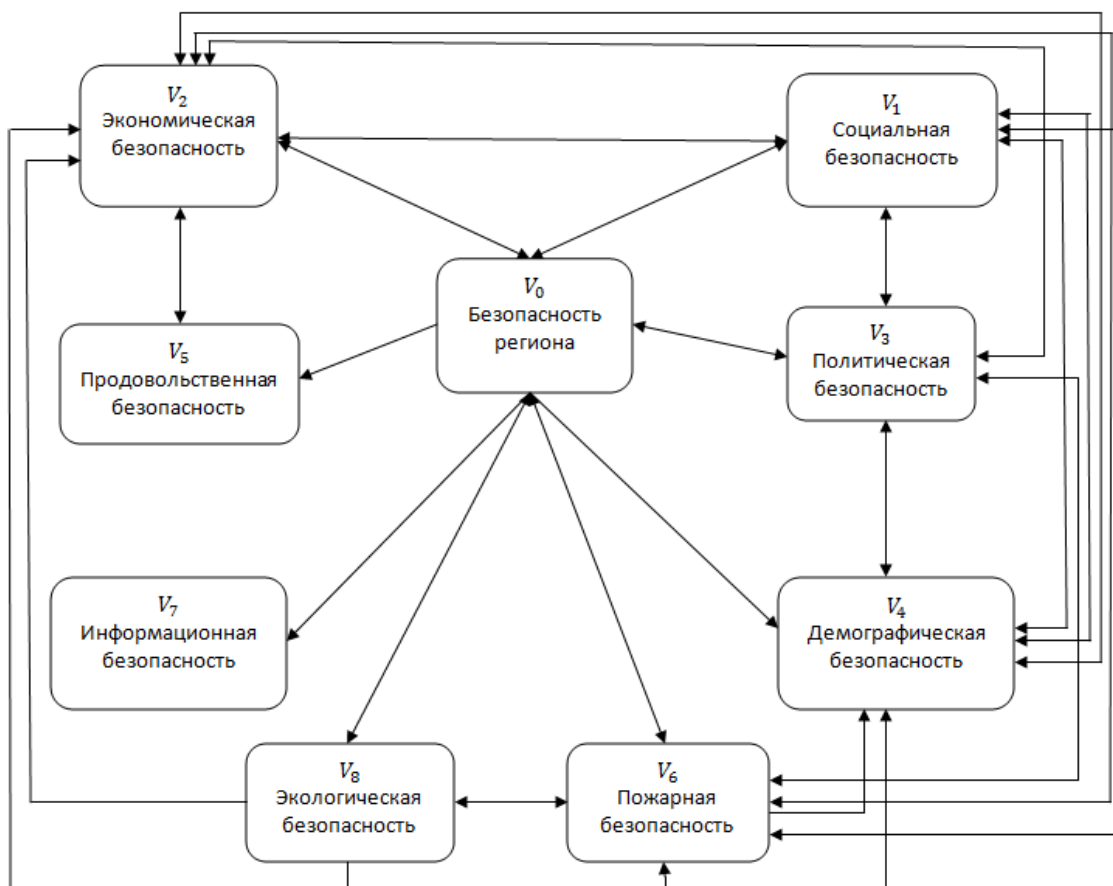 V₂
Экономическая
безопасность
V₁
Социальная
безопасность
V₀
Безопасность
региона
V₅
Продовольственная
безопасность
V₃
Политическая
безопасность
V₇
Информационная
безопасность
V₄
Демографическая
безопасность
V₈
Экологическая
безопасность
V₆
Пожарная
безопасность